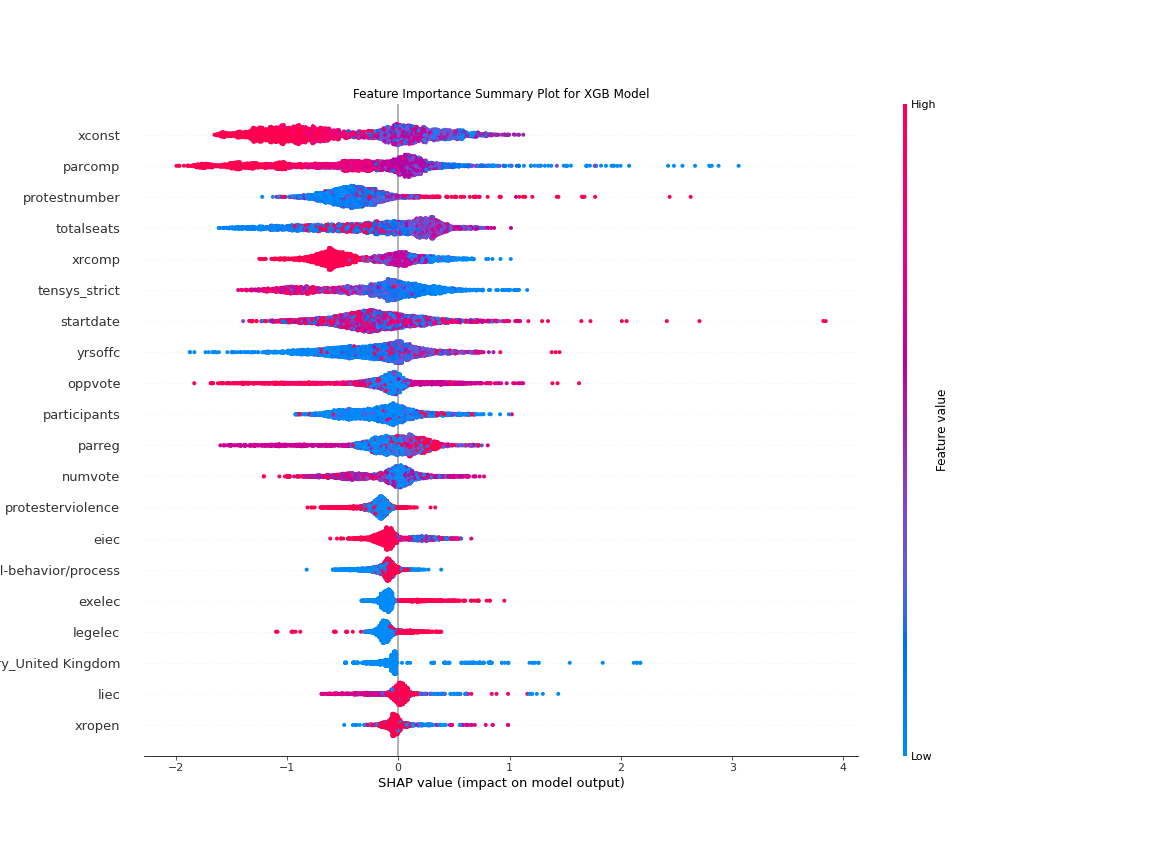 Feature Importance Summary Plot for XGB Model
High
xconst
parcomp
protestnumber
totalseats
xrcomp
tensys_strict
startdate
yrsoffc
oppvote
participants
parreg
numvote
protesterviolence
eiec
l-behavior/process
exelec
legelec
ry_United Kingdom
liec
xropen
Feature value
Low
−2 −1 0 1 2 3 4
SHAP value (impact on model output)